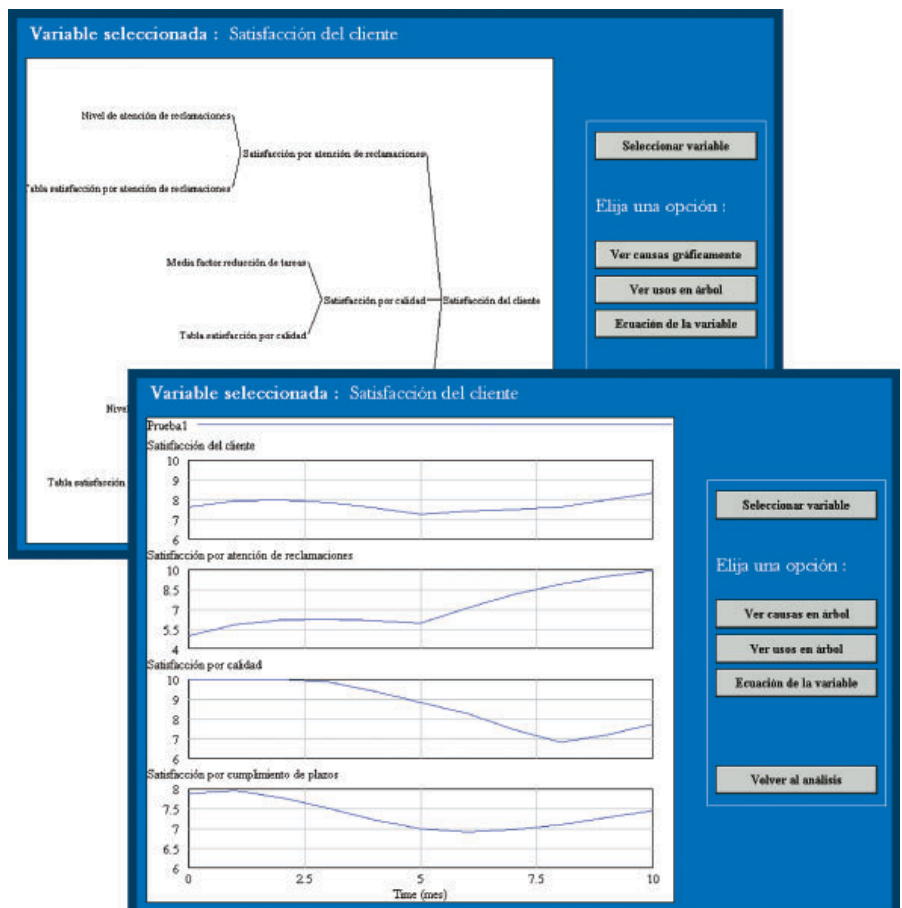 Variable seleccionada : Satisfacción del cliente
Nivel de atención de reclamaciones
Satisfacción por atención de reclamaciones
satisfacción por atención de reclamaciones
Media factor reducción de tareas
Satisfacción por calidad
Satisfacción del cliente
Tabla satisfacción por calidad
Tabla satisfacción
Seleccionar variable
Elija una opción :
Ver causas gráficamente
Ver usos en árbol
Ecuación de la variable
Variable seleccionada : Satisfacción del cliente
Prueba1
Satisfacción del cliente
10
9
8
7
6
Satisfacción por atención de reclamaciones
10
8.5
7
5.5
4
Satisfacción por calidad
10
9
8
7
6
Satisfacción por cumplimiento de plazos
8
7.5
7
6.5
6
0 2.5 5 7.5 10
Time (mes)
Seleccionar variable
Elija una opción :
Ver causas en árbol
Ver usos en árbol
Ecuación de la variable
Volver al análisis